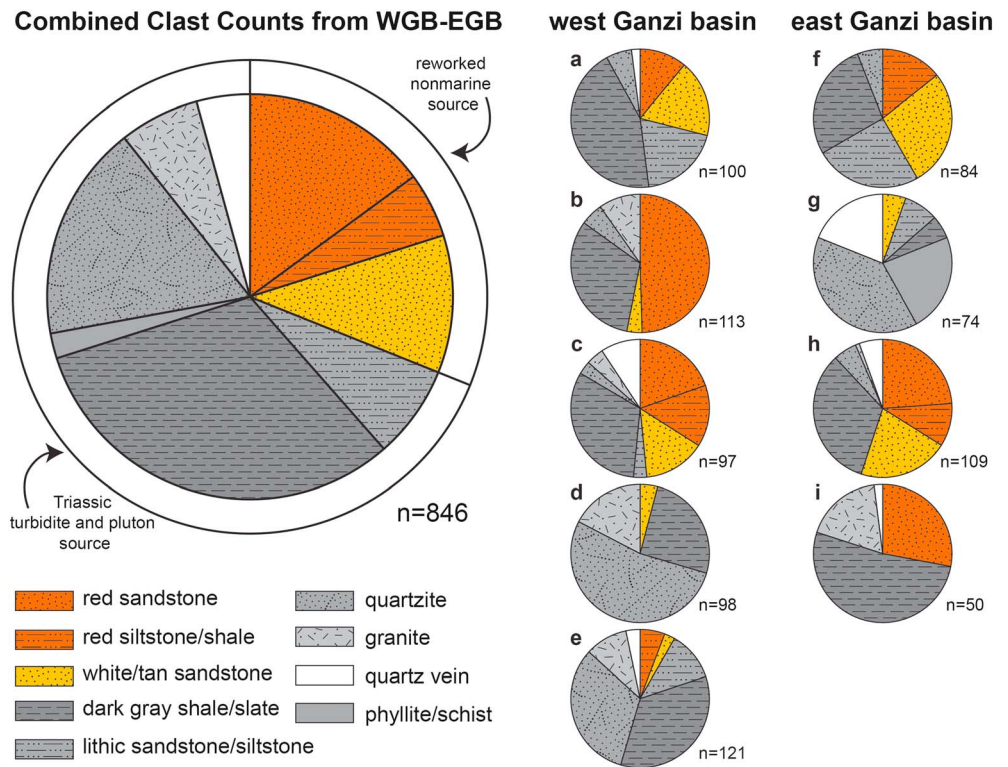 Combined Clast Counts from WGB-EGB
reworked
nonmarine
source
Triassic
turbidite and pluton
source
n=846
red sandstone
red siltstone/shale
white/tan sandstone
dark gray shale/slate
lithic sandstone/siltstone
quartzite
granite
quartz vein
phyllite/schist
west Ganzi basin
a
n=100
b
n=113
c
n=97
d
n=98
e
n=121
east Ganzi basin
f
n=84
g
n=74
h
n=109
i
n=50